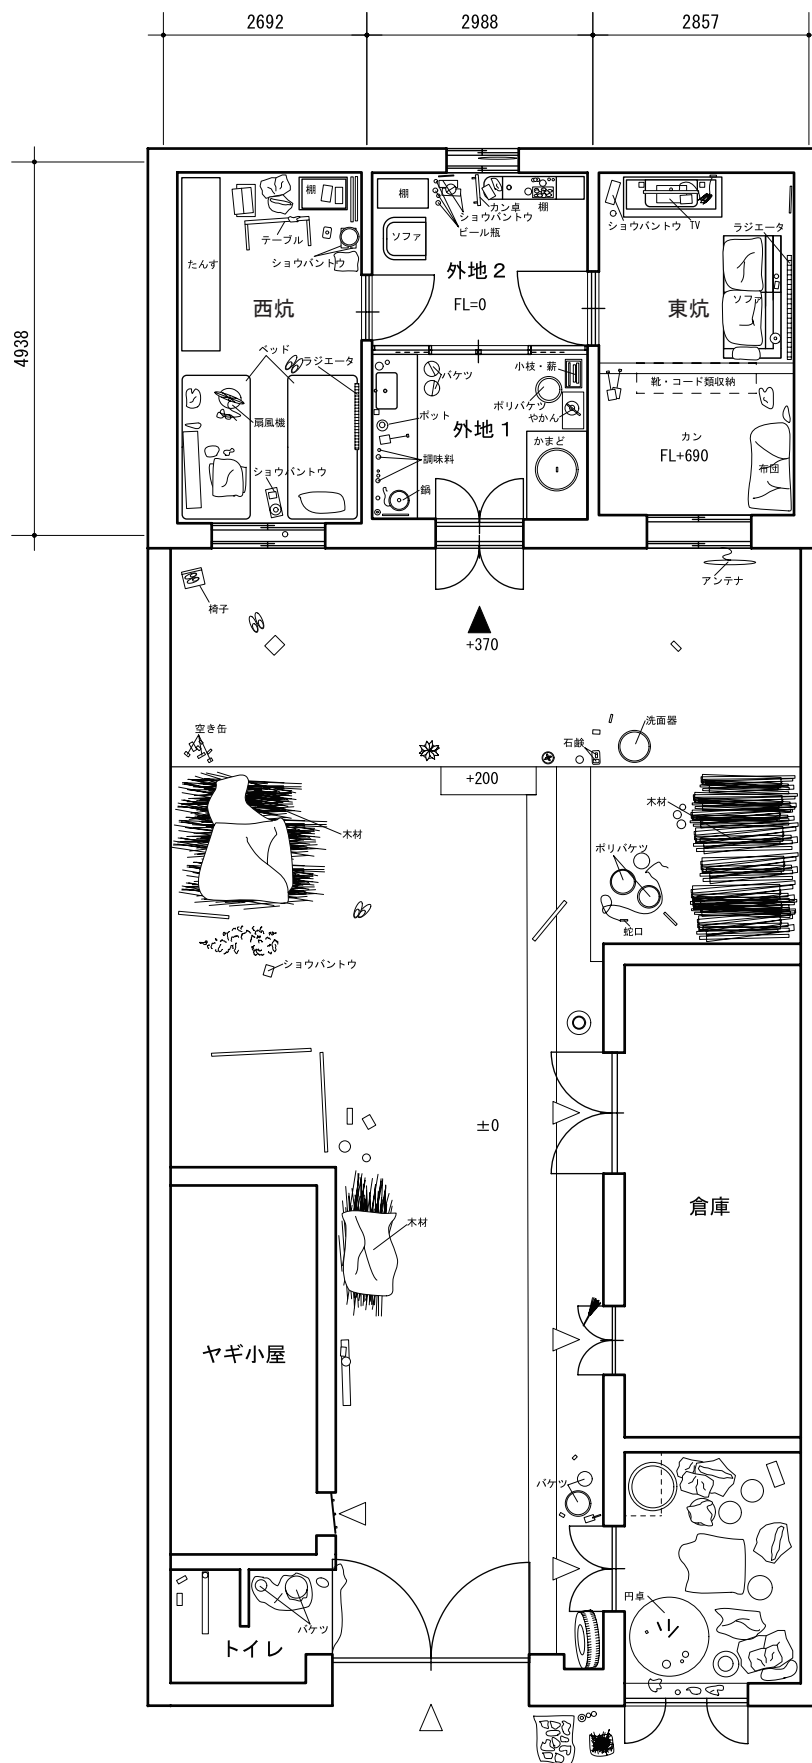 2692
2988
2857
4938
棚
テーブル
ショウバントウ
たんす
西炕
ベッド
ラジエータ
扇風機
ショウバントウ
棚
カン卓
棚
ショウバントウ
ビール瓶
ソファ
外地2
FL=0
バケツ
小枝・薪
ポリバケツ
やかん
ポット
外地1
調味料
かまど
鍋
ショウバントウ
TV
ラジエータ
ソファ
東炕
靴・コード類収納
カン
FL+690
布団
アンテナ
椅子
+370
空き缶
石鹸
洗面器
+200
木材
木材
ポリバケツ
蛇口
ショウバントウ
±0
木材
倉庫
ヤギ小屋
バケツ
円卓
バケツ
トイレ